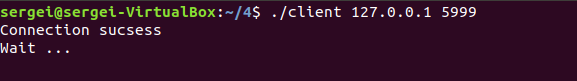 sergei@sergei-VirtualBox:~/4$ ./client 127.0.0.1 5999
Connection sucsess
Wait ...